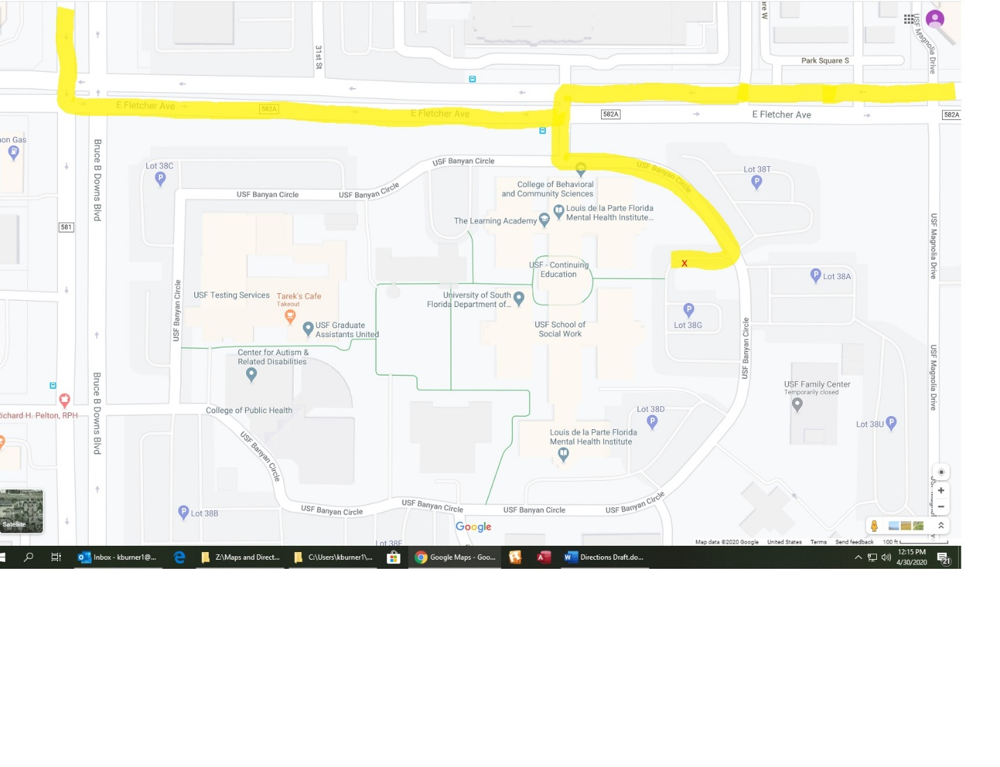 31st St
are W
USF Magnolia Drive
Park Square S
E Fletcher Ave
582A
E Fletcher Ave
582A
E Fletcher Ave
582A
on Gas
Bruce B Downs Blvd
Lot 38C
USF Banyan Circle
USF Banyan Circle
Lot 38T
USF Banyan Circle
USF Banyan Circle
College of Behavioral
and Community Sciences
Louis de la Parte Florida
Mental Health Institute...
The Learning Academy
581
USF Magnolia Drive
X
USF - Continuing
Education
Lot 38A
USF Testing Services
Tarek's Cafe
Takeout
University of South
Florida Department of...
USF Banyan Circle
USF Graduate
Assistants United
USF School of
Social Work
Lot 38G
USF Banyan Circle
USF Magnolia Drive
Center for Autism &
Related Disabilities
Bruce B Downs Blvd
USF Family Center
Temporarily closed
College of Public Health
Lot 38D
Richard H. Pelton, RPH
Lot 38U
Louis de la Parte Florida
Mental Health Institute
USF Banyan Circle
USF Banyan Circle
USF Banyan Circle
USF Banyan Circle
USF Banyan Circle
Lot 38B
Satellite
Google
Lot 38F
Map data ©2020 Google United States Terms Send feedback 100 ft
Inbox - kburner1@... Z:\Maps and Direct... C:\Users\kburner1\... Google Maps - Goo... Directions Draft.do...
12:15 PM
4/30/2020
21